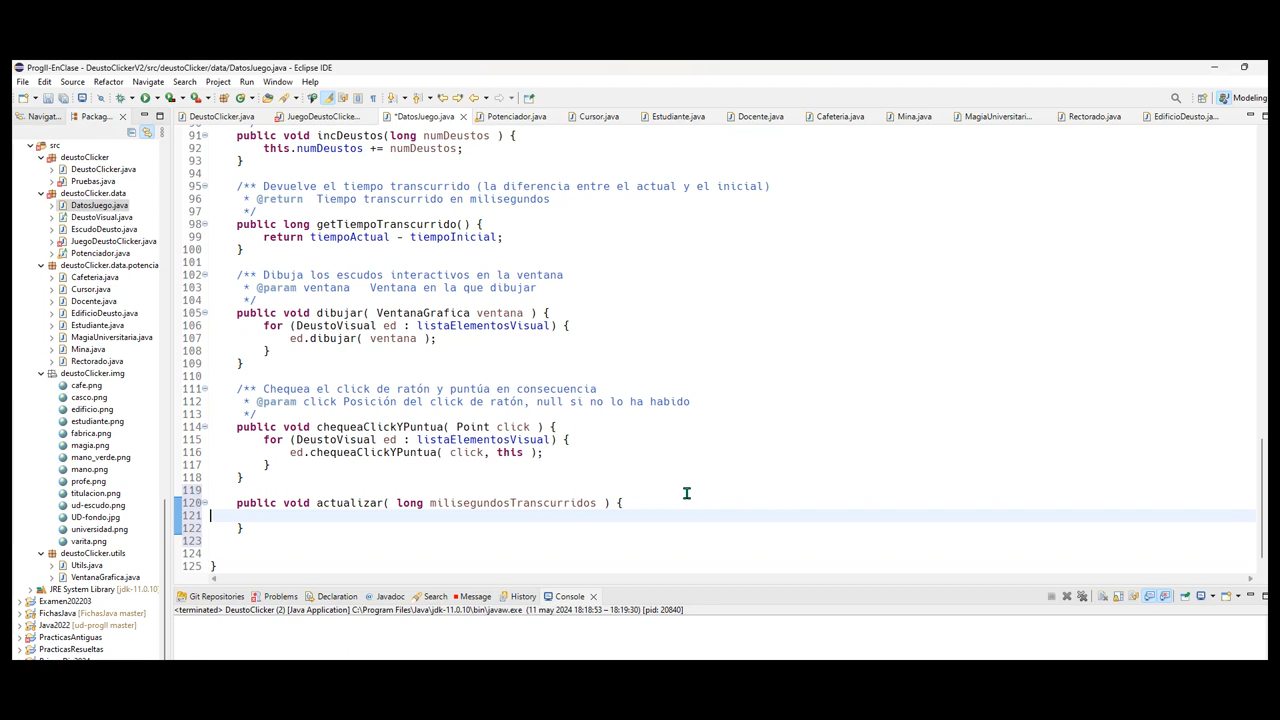 ProgII-EnClase - DeustoClickerV2/src/deustoClicker/data/DatosJuego.java - Eclipse IDE
File Edit Source Refactor Navigate Search Project Run Window Help
Modeling
Navigat... Packag...
DeustoClicker.java JuegoDeustoClicke... *DatosJuego.java Potenciador.java Cursor.java Estudiante.java Docente.java Cafeteria.java Mina.java MagiaUniversitari... Rectorado.java EdificioDeusto.ja...
src
deustoClicker
DeustoClicker.java
Pruebas.java
deustoClicker.data
DatosJuego.java
DeustoVisual.java
EscudoDeusto.java
JuegoDeustoClicker.java
Potenciador.java
deustoClicker.data.potencia
Cafeteria.java
Cursor.java
Docente.java
EdificioDeusto.java
Estudiante.java
MagiaUniversitaria.java
Mina.java
Rectorado.java
deustoClicker.img
cafe.png
casco.png
edificio.png
estudiante.png
fabrica.png
magia.png
mano_verde.png
mano.png
profe.png
titulacion.png
ud-escudo.png
UD-fondo.jpg
universidad.png
varita.png
deustoClicker.utils
Utils.java
VentanaGrafica.java
JRE System Library [jdk-11.0.10]
Examen202203
FichasJava [FichasJava master]
Java2022 [ud-progII master]
PracticasAntiguas
PracticasResueltas
91 public void incDeustos(long numDeustos ) {
92 this.numDeustos += numDeustos;
93 }
94
95 /** Devuelve el tiempo transcurrido (la diferencia entre el actual y el inicial)
96 * @return Tiempo transcurrido en milisegundos
97 */
98 public long getTiempoTranscurrido() {
99 return tiempoActual - tiempoInicial;
100 }
101
102 /** Dibuja los escudos interactivos en la ventana
103 * @param ventana Ventana en la que dibujar
104 */
105 public void dibujar( VentanaGrafica ventana ) {
106 for (DeustoVisual ed : listaElementosVisual) {
107 ed.dibujar( ventana );
108 }
109 }
110
111 /** Chequea el click de ratón y puntúa en consecuencia
112 * @param click Posición del click de ratón, null si no lo ha habido
113 */
114 public void chequeaClickYPuntua( Point click ) {
115 for (DeustoVisual ed : listaElementosVisual) {
116 ed.chequeaClickYPuntua( click, this );
117 }
118 }
119
120 public void actualizar( long milisegundosTranscurridos ) {
121
122 }
123
124
125 }
Git Repositories Problems Declaration Javadoc Search Message History Console
<terminated> DeustoClicker (2) [Java Application] C:\Program Files\Java\jdk-11.0.10\bin\javaw.exe (11 may 2024 18:18:53 – 18:19:30) [pid: 20840]